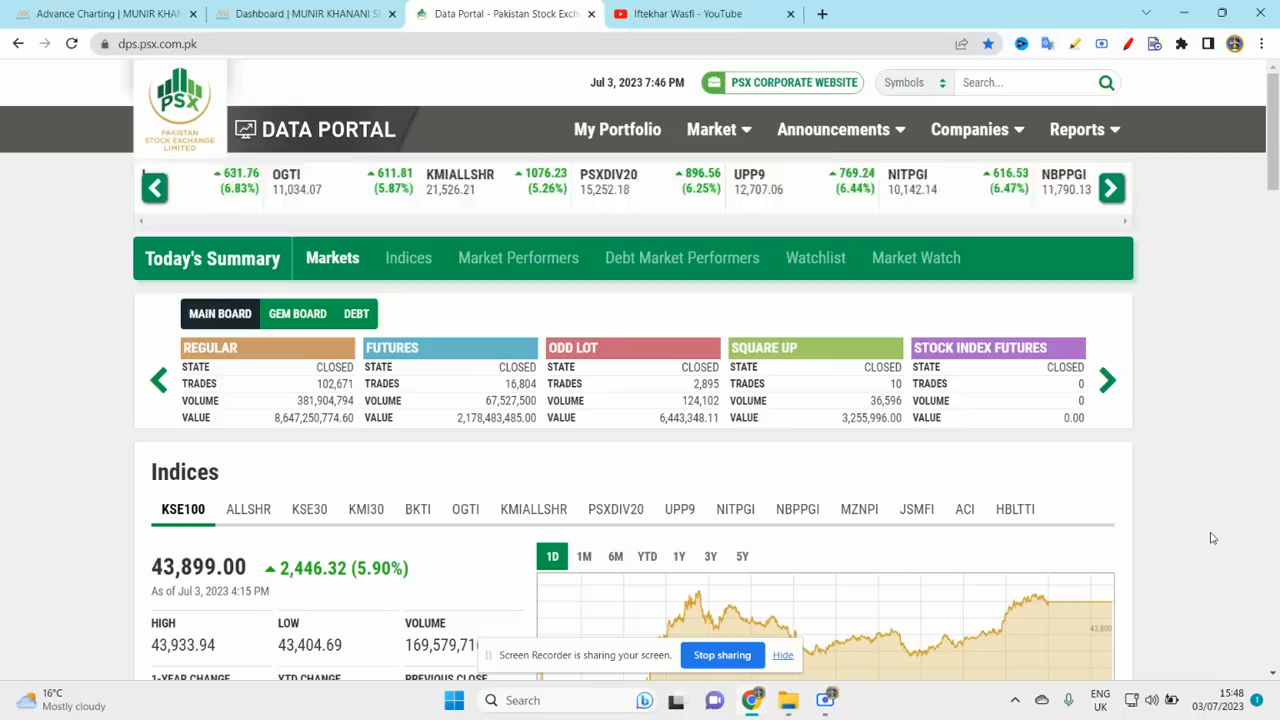 Advance Charting | MUNIR KHAN
Dashboard | MUNIR KHANANI S
Data Portal - Pakistan Stock Exch
Iftekhar Wasfi - YouTube
dps.psx.com.pk
PSX
PAKISTAN
STOCK EXCHANGE
LIMITED
Jul 3, 2023 7:46 PM
PSX CORPORATE WEBSITE
Symbols
Search...
DATA PORTAL
My Portfolio Market Announcements Companies Reports
631.76 OGTI 611.81 KMIALLSHR 1076.23 PSXDIV20 896.56 UPP9 769.24 NITPGI 616.53 NBPPGI
(6.83%) 11,034.07 (5.87%) 21,526.21 (5.26%) 15,252.18 (6.25%) 12,707.06 (6.44%) 10,142.14 (6.47%) 11,790.13
Today's Summary Markets Indices Market Performers Debt Market Performers Watchlist Market Watch
MAIN BOARD GEM BOARD DEBT
REGULAR FUTURES ODD LOT SQUARE UP STOCK INDEX FUTURES
STATE CLOSED STATE CLOSED STATE CLOSED STATE CLOSED STATE CLOSED
TRADES 102,671 TRADES 16,804 TRADES 2,895 TRADES 10 TRADES 0
VOLUME 381,904,794 VOLUME 67,527,500 VOLUME 124,102 VOLUME 36,596 VOLUME 0
VALUE 8,647,250,774.60 VALUE 2,178,483,485.00 VALUE 6,443,348.11 VALUE 3,255,996.00 VALUE 0.00
Indices
KSE100 ALLSHR KSE30 KMI30 BKTI OGTI KMIALLSHR PSXDIV20 UPP9 NITPGI NBPPGI MZNPI JSMFI ACI HBLTTI
43,899.00 2,446.32 (5.90%)
As of Jul 3, 2023 4:15 PM
1D 1M 6M YTD 1Y 3Y 5Y
43,800
HIGH LOW VOLUME
43,933.94 43,404.69 169,579,71
1-YEAR CHANGE YTD CHANGE PREVIOUS CLOSE
Screen Recorder is sharing your screen. Stop sharing Hide
16°C
Mostly cloudy
Search
ENG
UK
15:48
03/07/2023
1